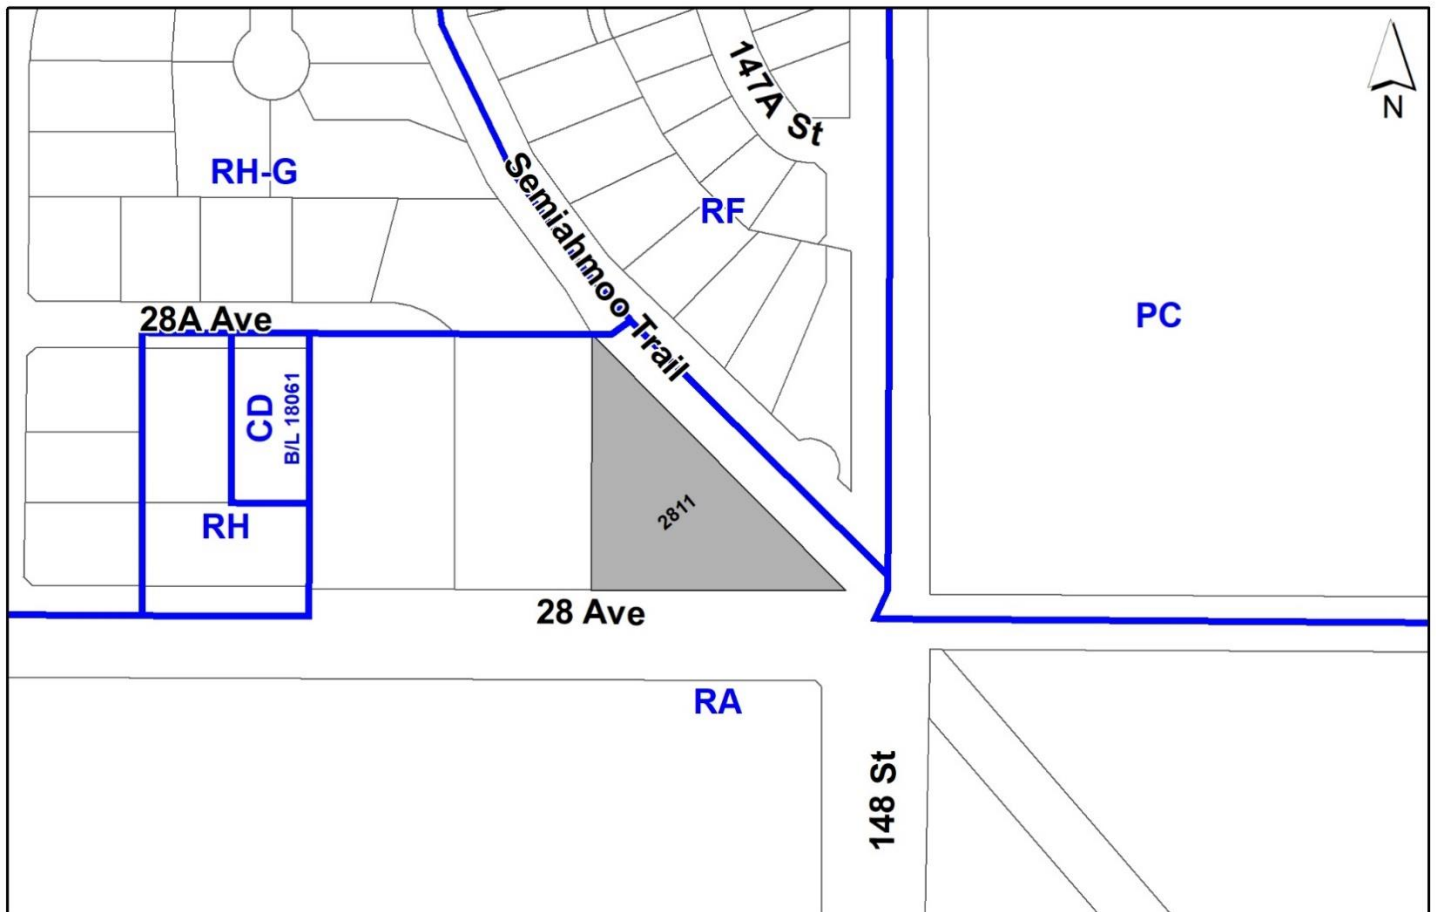 147A St
N
RH-G
Semiahmoo Trail
RF
28A Ave
PC
CD
B/L 18061
2811
RH
28 Ave
RA
148 St